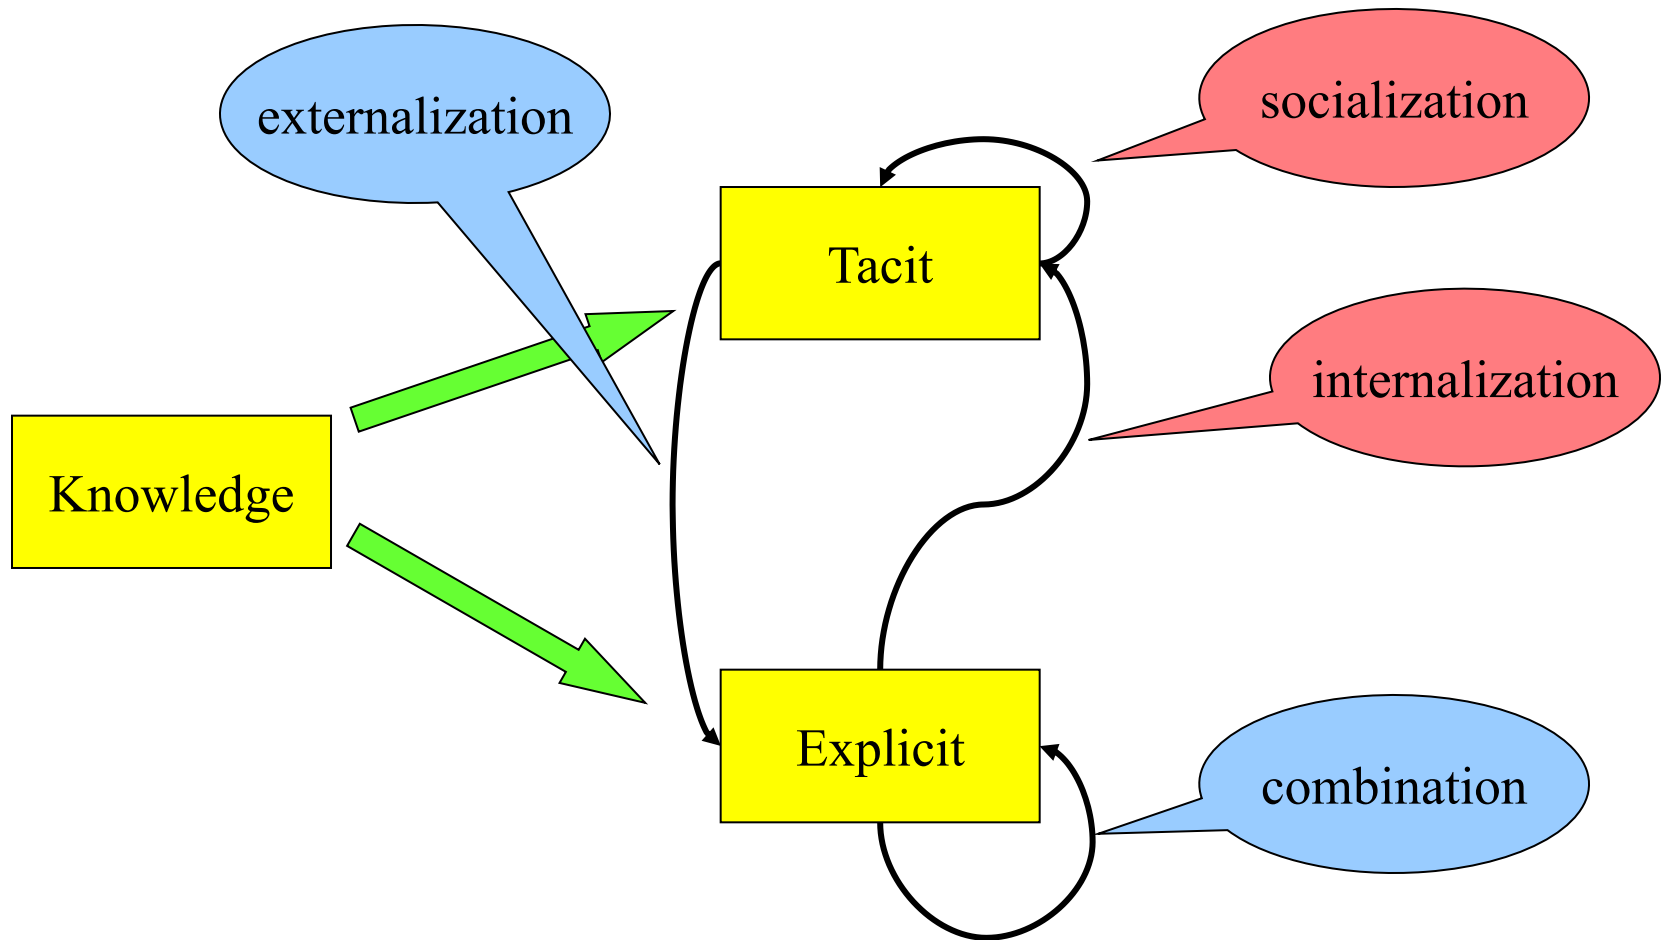 externalization
socialization
Tacit
internalization
Knowledge
Explicit
combination